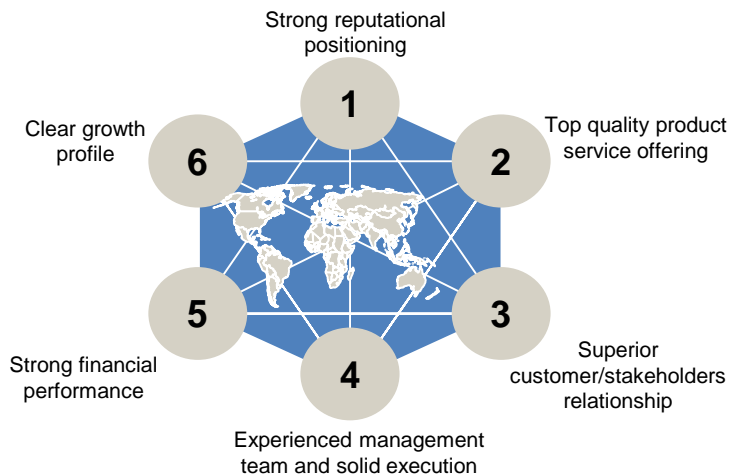 Strong reputational
positioning
1
Clear growth
profile
6
2
Top quality product
service offering
5
3
Strong financial
performance
4
Superior
customer/stakeholders
relationship
Experienced management
team and solid execution